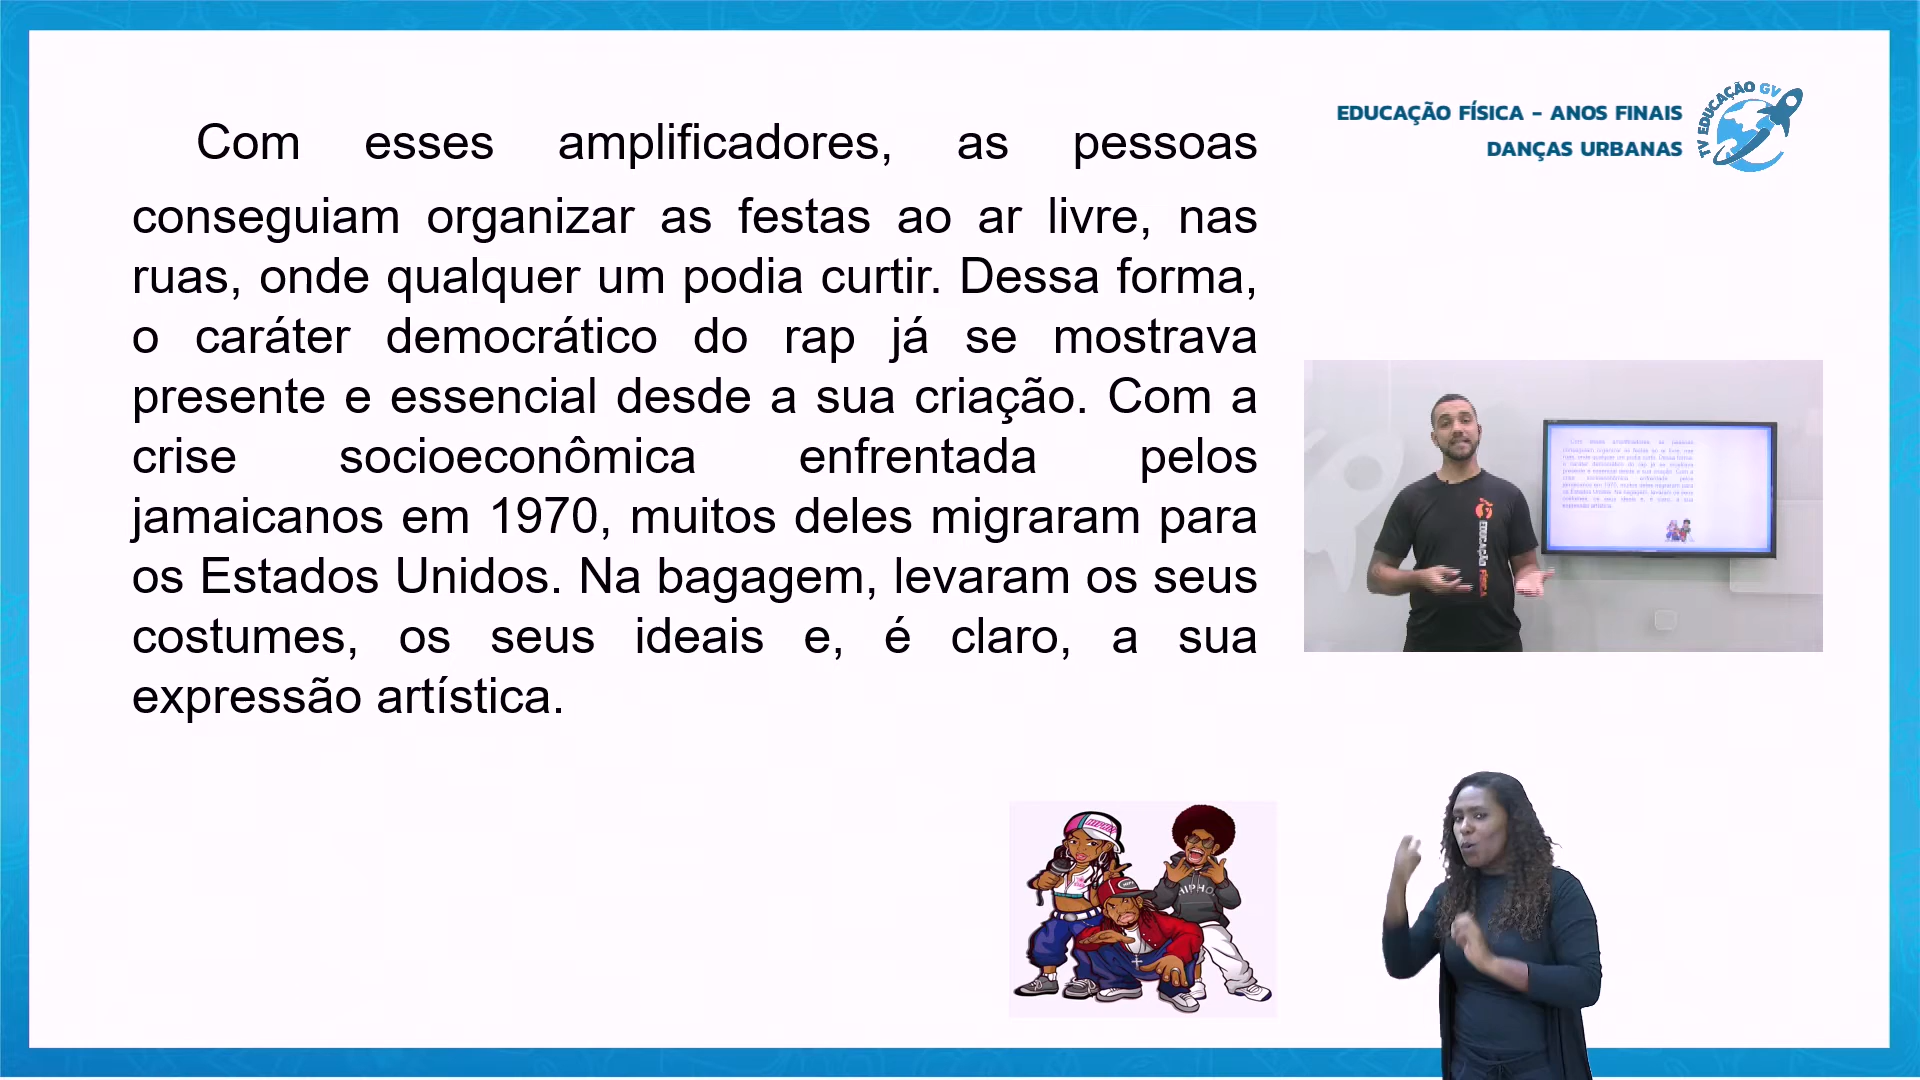 Com esses amplificadores, as pessoas
conseguiam organizar as festas ao ar livre, nas
ruas, onde qualquer um podia curtir. Dessa forma,
o caráter democrático do rap já se mostrava
presente e essencial desde a sua criação. Com a
crise socioeconômica enfrentada pelos
jamaicanos em 1970, muitos deles migraram para
os Estados Unidos. Na bagagem, levaram os seus
costumes, os seus ideais e, é claro, a sua
expressão artística.
EDUCAÇÃO FÍSICA - ANOS FINAIS
DANÇAS URBANAS
TV EDUCAÇÃO GV
EDUCAÇÃO FÍSICA
HIPHO